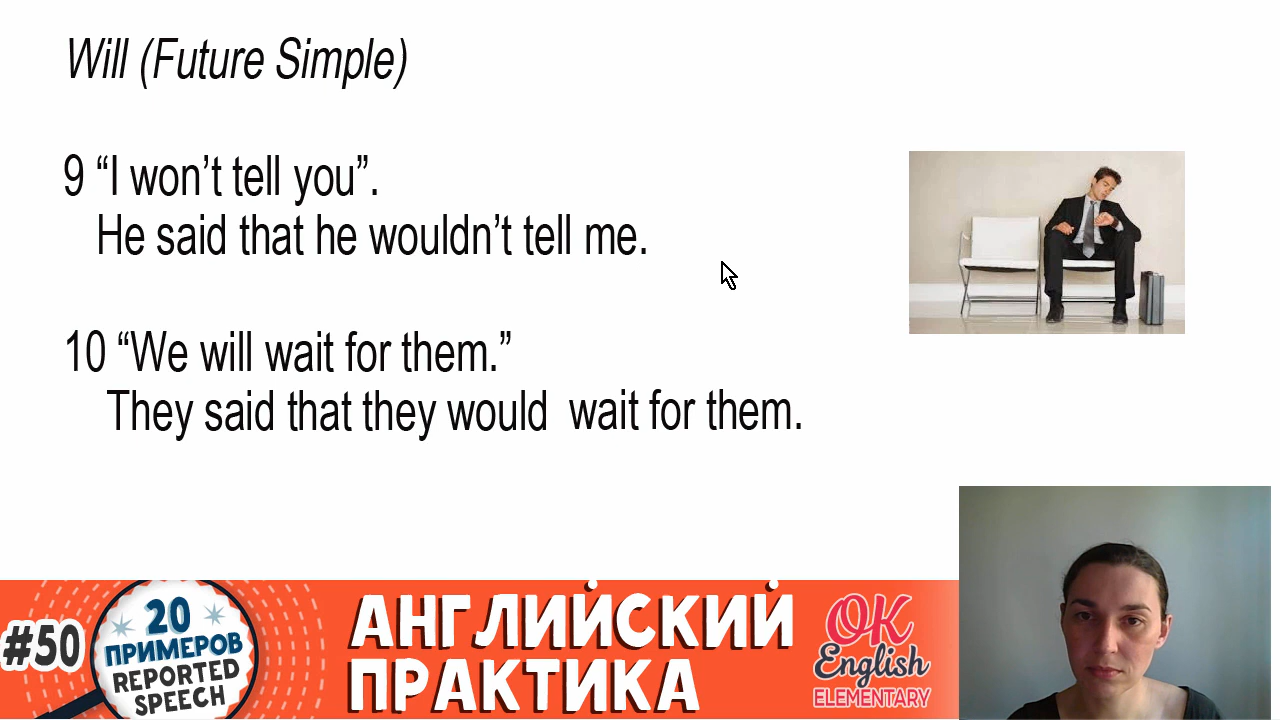 Will (Future Simple)
9 “I won’t tell you”.
He said that he wouldn’t tell me.
10 “We will wait for them.”
They said that they would wait for them.
#50
20
ПРИМЕРОВ
REPORTED
SPEECH
АНГЛИЙСКИЙ
ПРАКТИКА
OK
English
ELEMENTARY